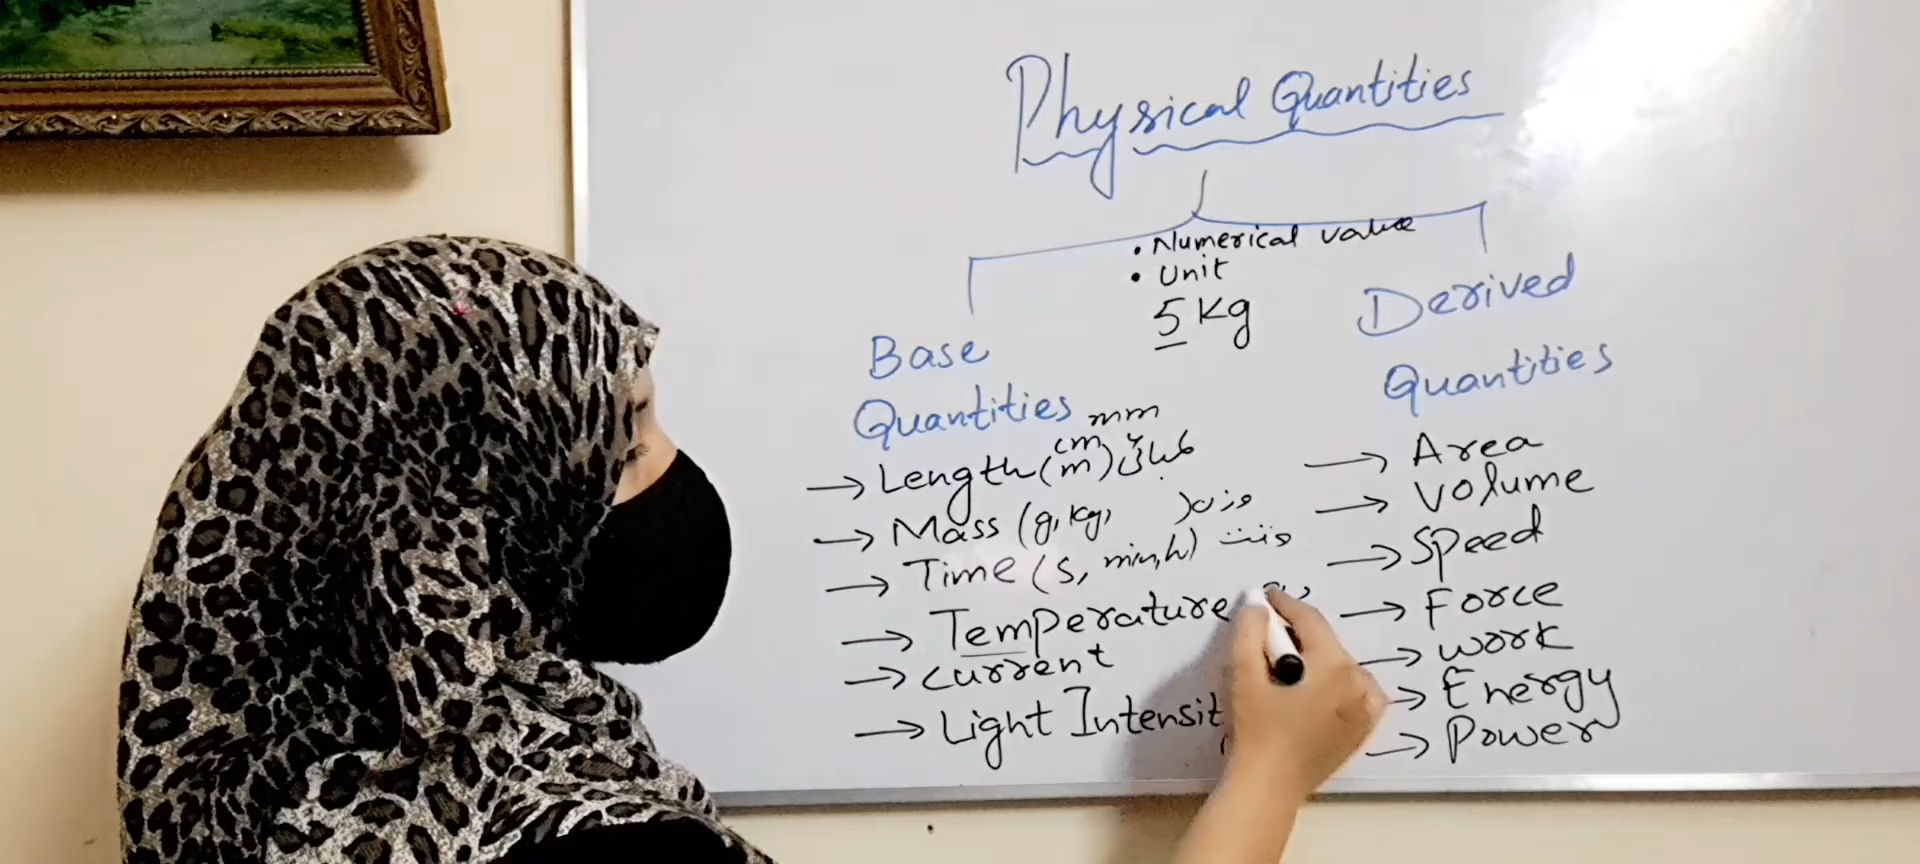 Physical Quantities
• Numerical value
• Unit
5 Kg
Base
Quantities
→ Length (mm, cm, m) لمبائی
→ Mass (g, kg, ) وزن
→ Time (s, min, h) وقت
→ Temperature
→ Current
→ Light Intensit
Derived
Quantities
→ Area
→ Volume
→ Speed
→ Force
→ work
→ Energy
→ Power